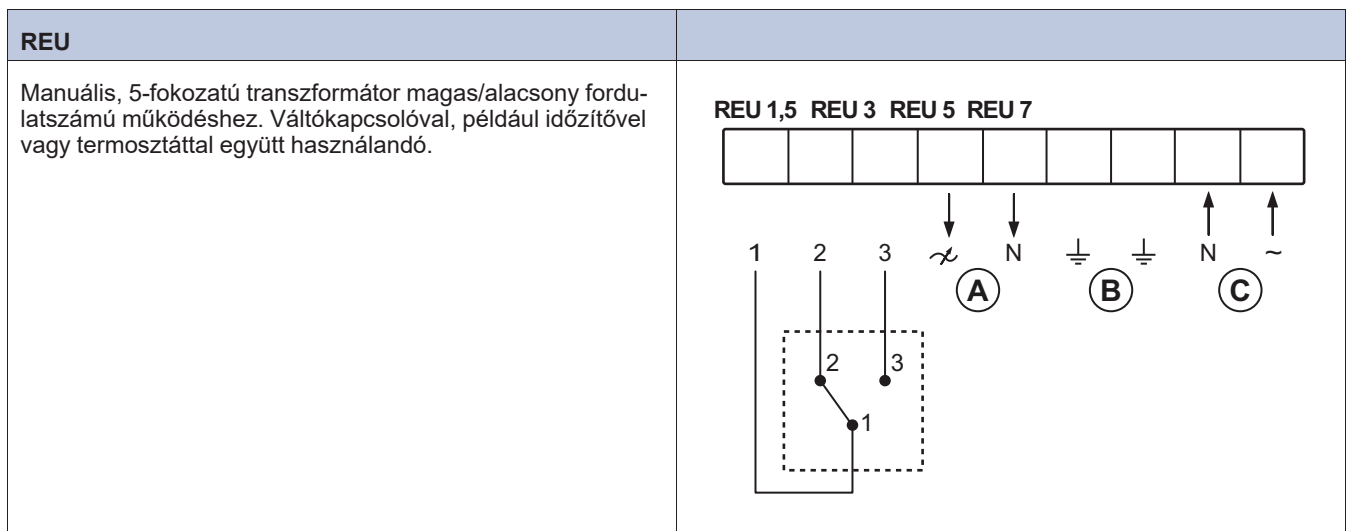 REU
Manuális, 5-fokozatú transzformátor magas/alacsony fordu-
latszámú működéshez. Váltókapcsolóval, például időzítővel
vagy termosztáttal együtt használandó.
REU 1,5 REU 3 REU 5 REU 7
1 2 3 N N ~
A B C
2 3
1